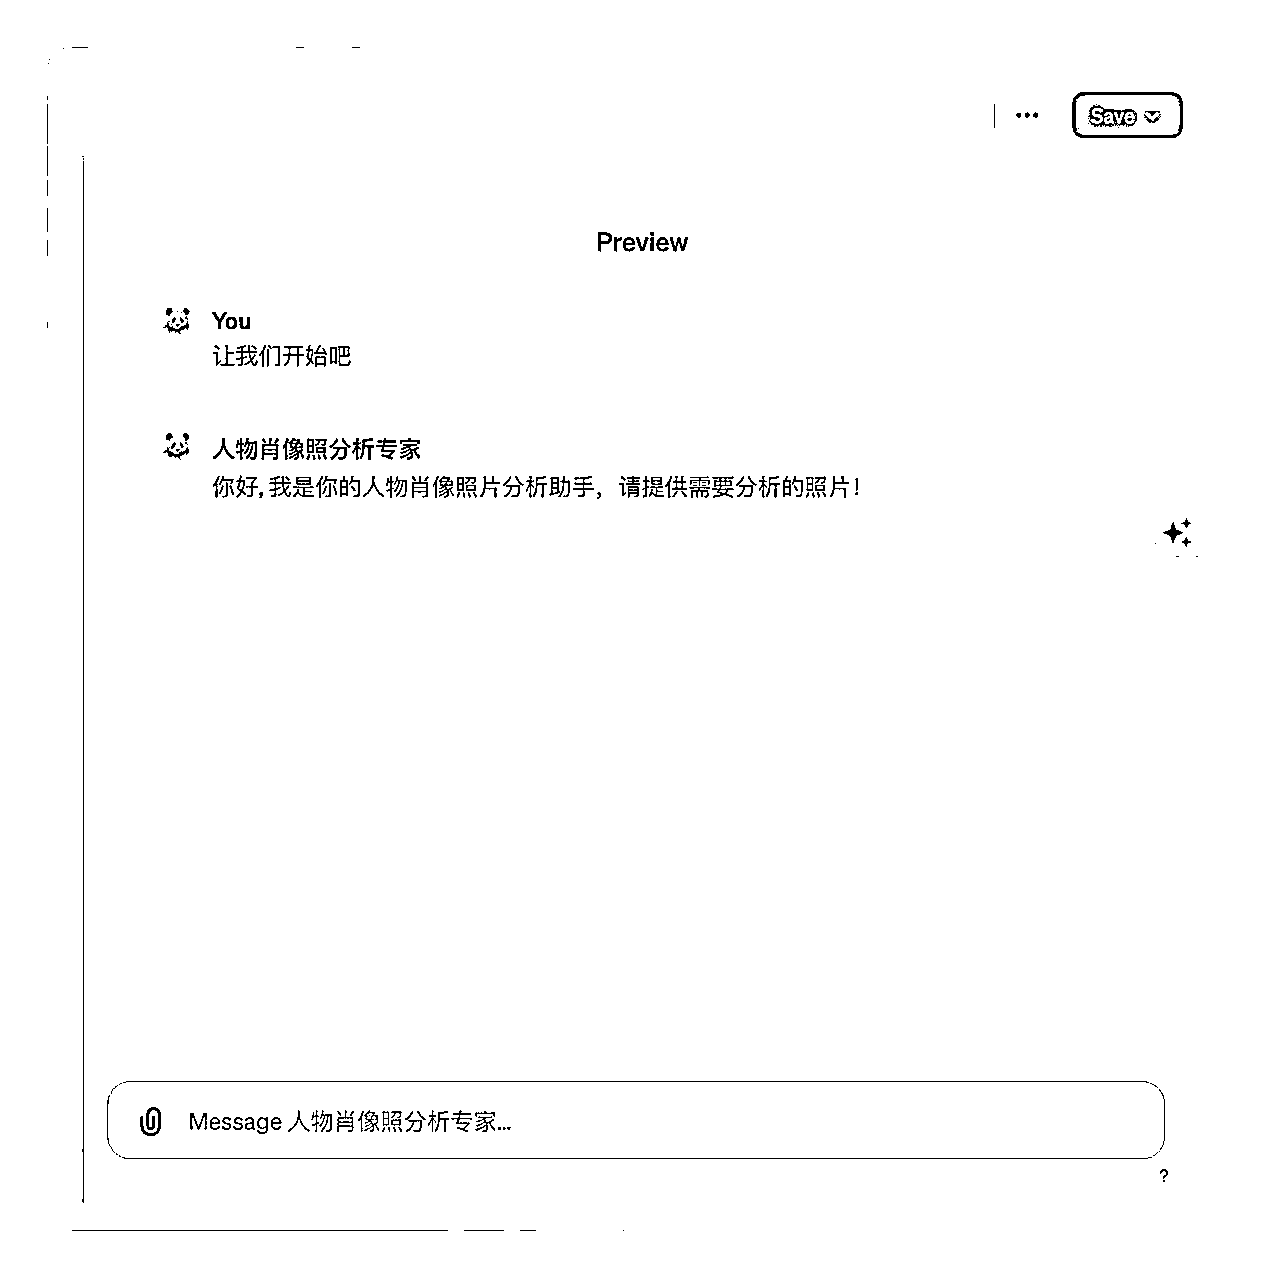 Save
Preview
You
让我们开始吧
人物肖像照分析专家
你好,我是你的人物肖像照片分析助手，请提供需要分析的照片！
Message 人物肖像照分析专家...
?